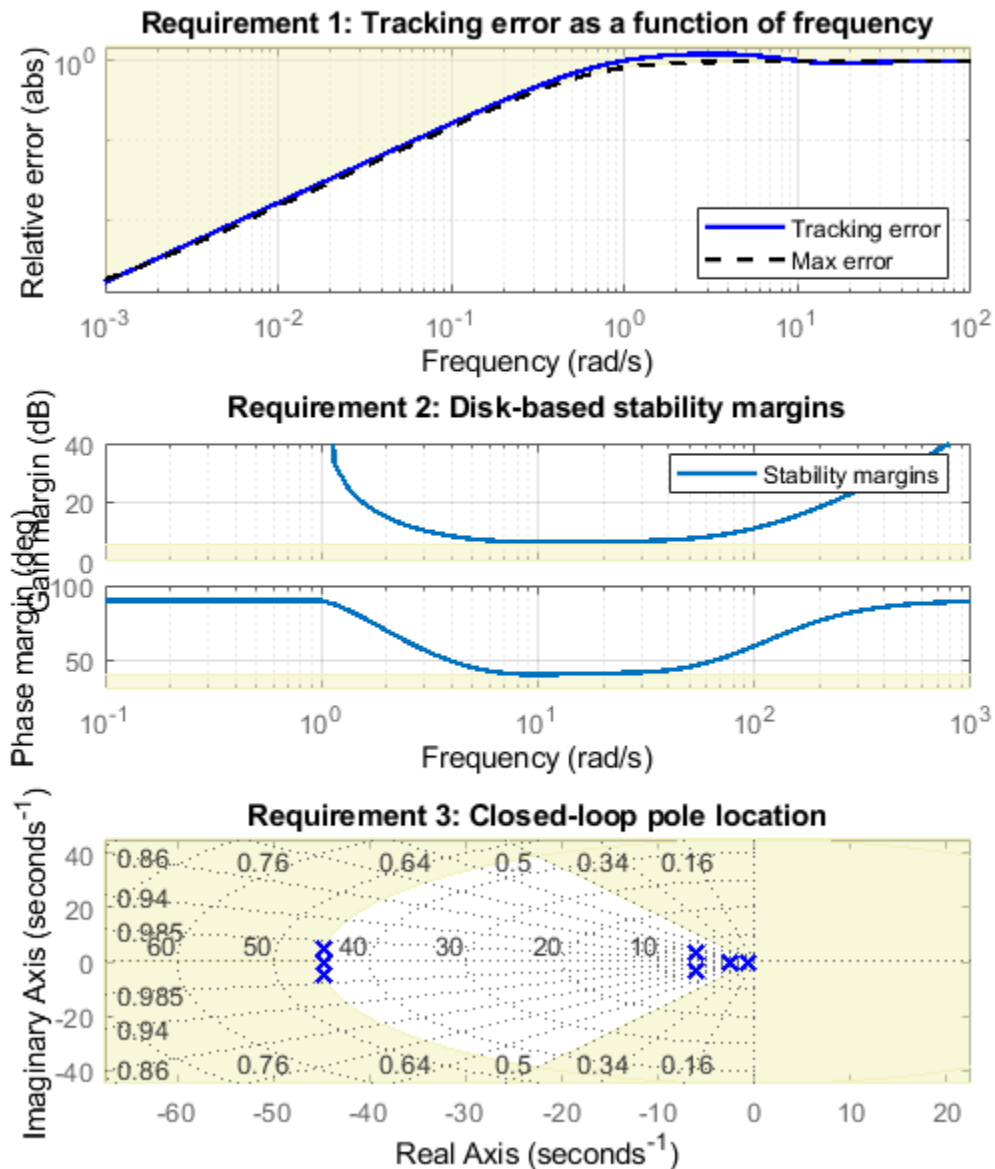 Requirement 1: Tracking error as a function of frequency
Relative error (abs)
10^0
Tracking error
Max error
10^-3 10^-2 10^-1 10^0 10^1 10^2
Frequency (rad/s)
Requirement 2: Disk-based stability margins
Gain margin (dB)
40
20
0
Stability margins
Phase margin (deg)
100
50
10^-1 10^0 10^1 10^2 10^3
Frequency (rad/s)
Requirement 3: Closed-loop pole location
Imaginary Axis (seconds^-1)
40
20
0
-20
-40
0.86 0.76 0.64 0.5 0.34 0.16
0.94
0.985
60 50 40 30 20 10
0.985
0.94
0.86 0.76 0.64 0.5 0.34 0.16
-60 -50 -40 -30 -20 -10 0 10 20
Real Axis (seconds^-1)